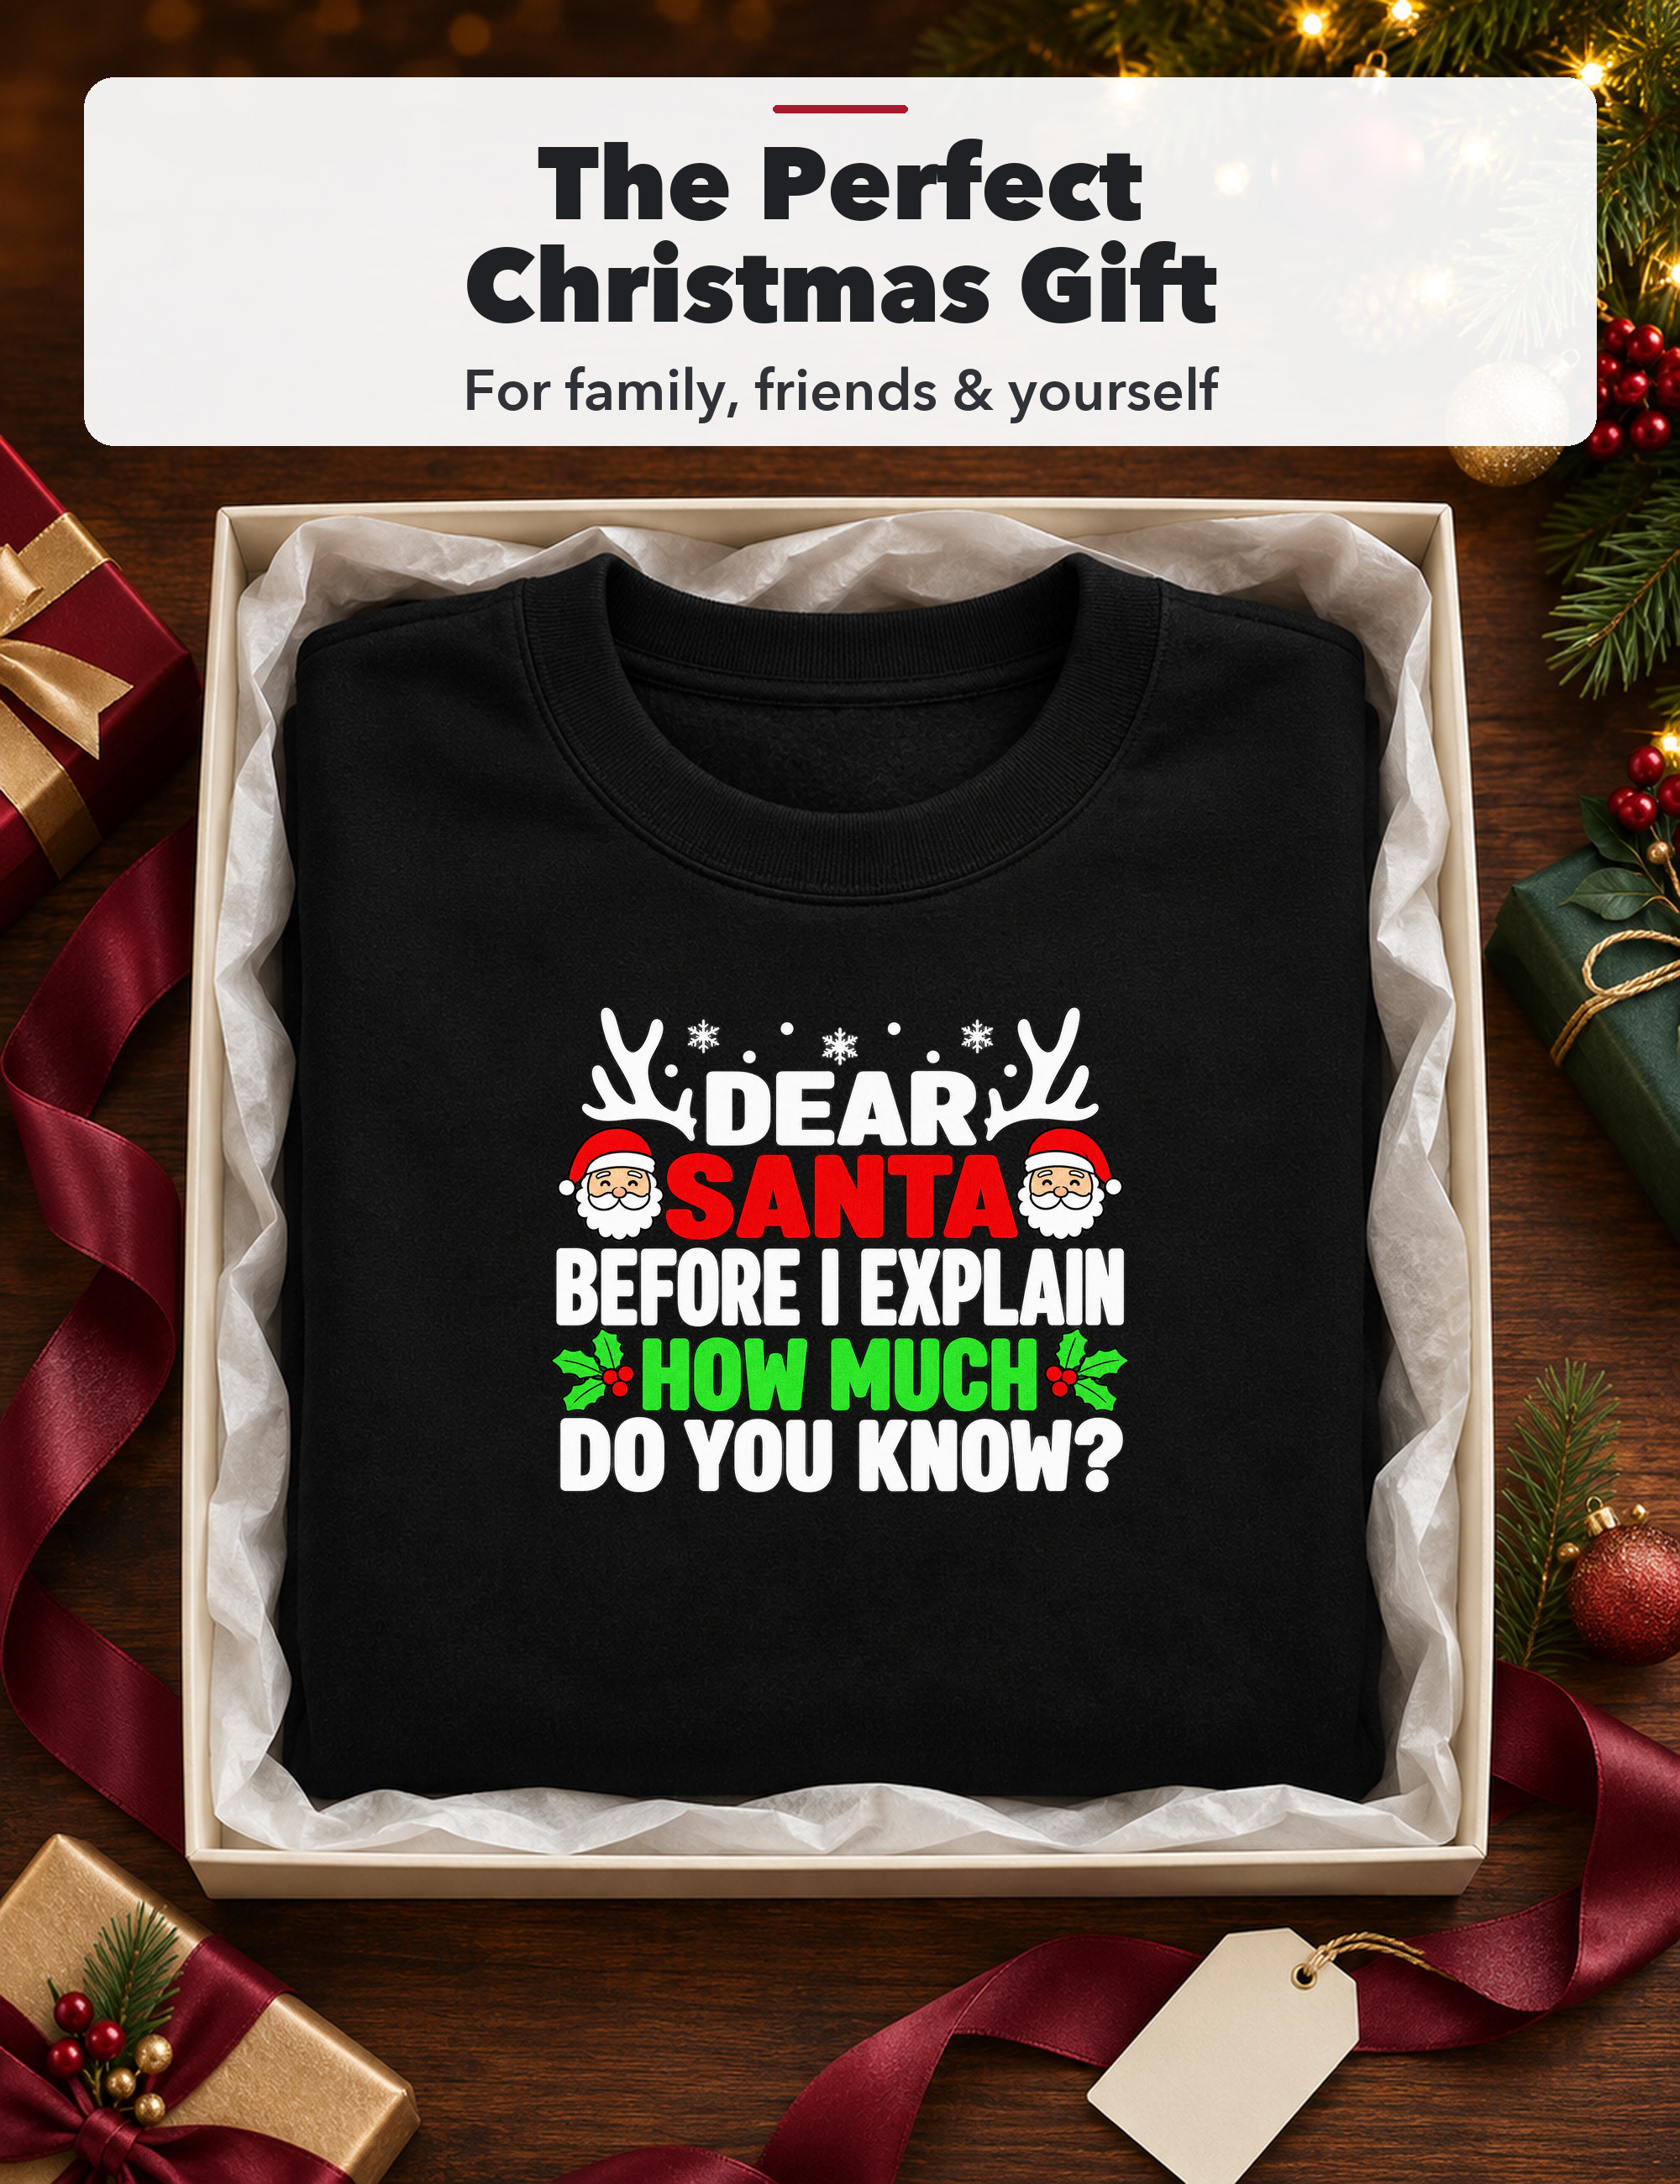 The Perfect
Christmas Gift
For family, friends & yourself
DEAR
SANTA
BEFORE I EXPLAIN
HOW MUCH
DO YOU KNOW?